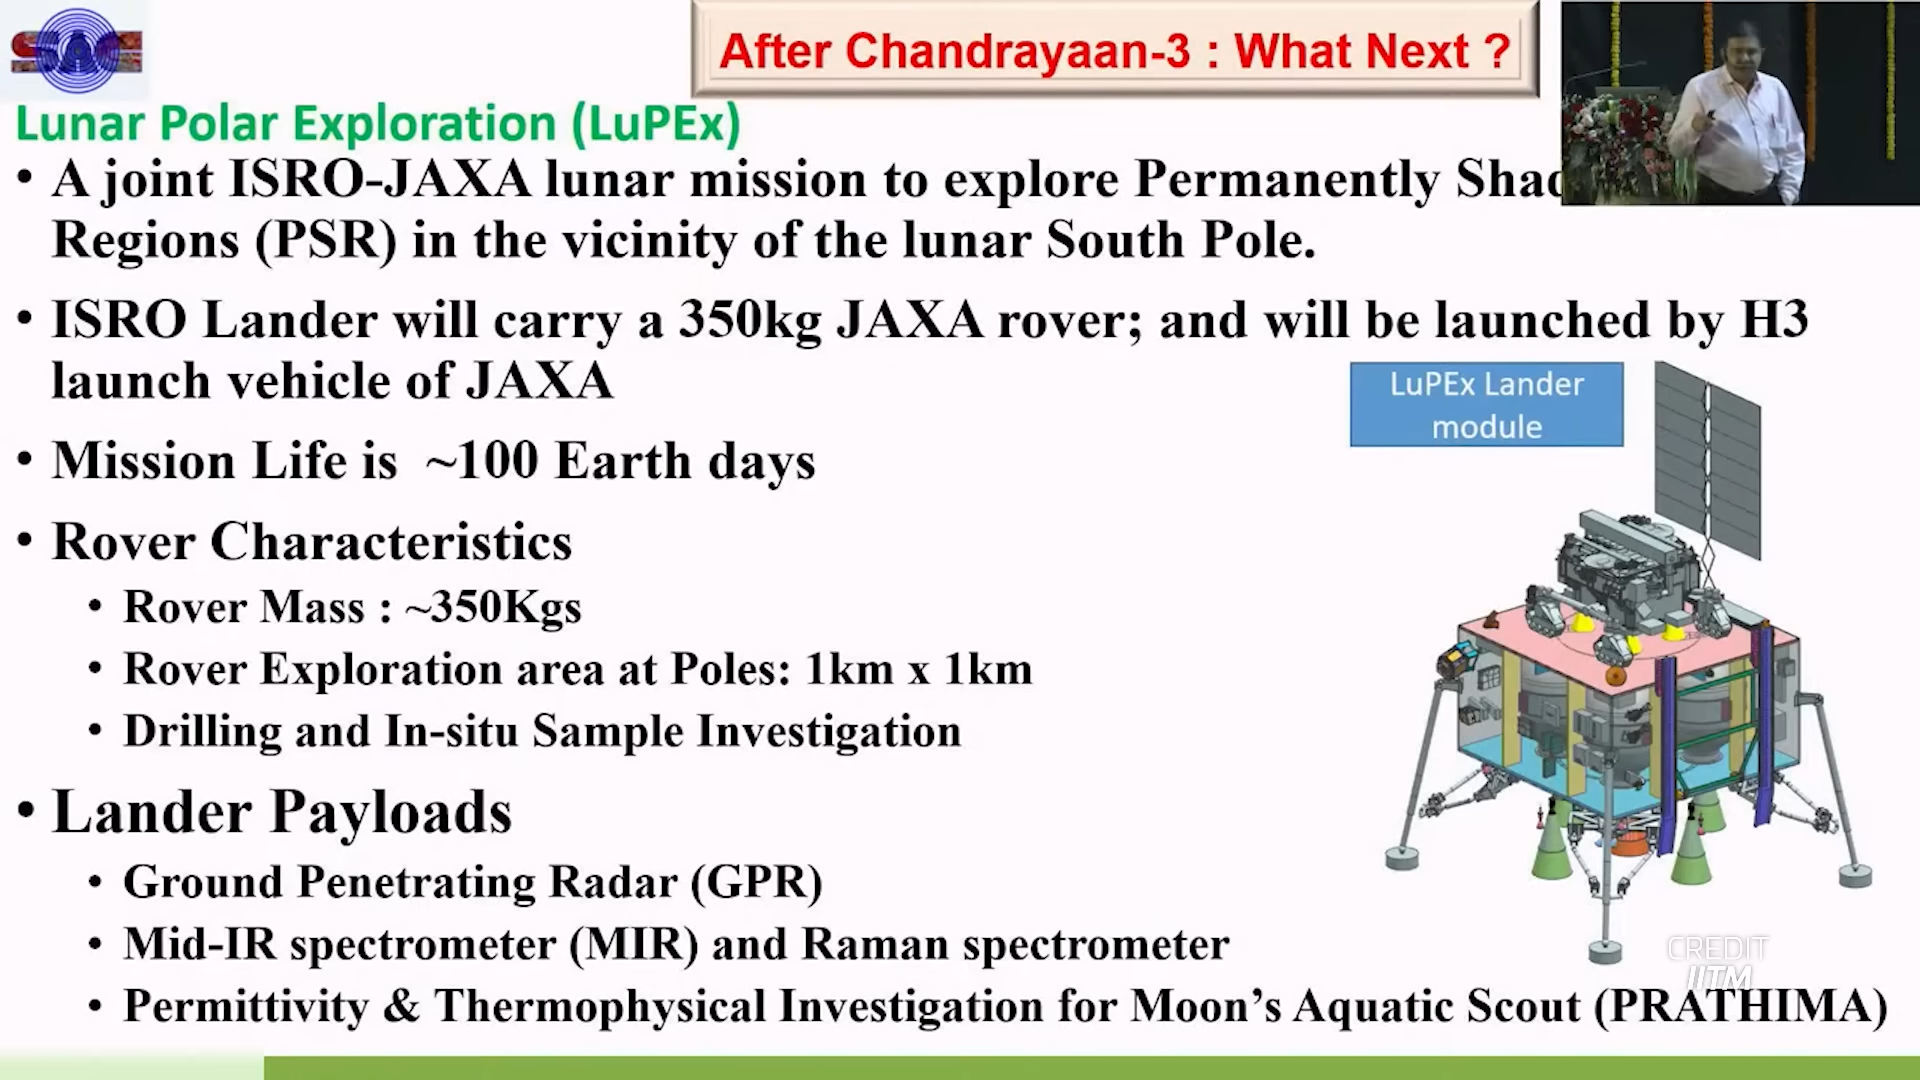 SAC
After Chandrayaan-3 : What Next ?
Lunar Polar Exploration (LuPEx)
• A joint ISRO-JAXA lunar mission to explore Permanently
Regions (PSR) in the vicinity of the lunar South Pole.
• ISRO Lander will carry a 350kg JAXA rover; and will be launched by H3
launch vehicle of JAXA
LuPEx Lander
module
• Mission Life is ~100 Earth days
• Rover Characteristics
• Rover Mass : ~350Kgs
• Rover Exploration area at Poles: 1km x 1km
• Drilling and In-situ Sample Investigation
• Lander Payloads
• Ground Penetrating Radar (GPR)
• Mid-IR spectrometer (MIR) and Raman spectrometer
• Permittivity & Thermophysical Investigation for Moon's Aquatic Scout (PRATHIMA)
CREDIT
IITM